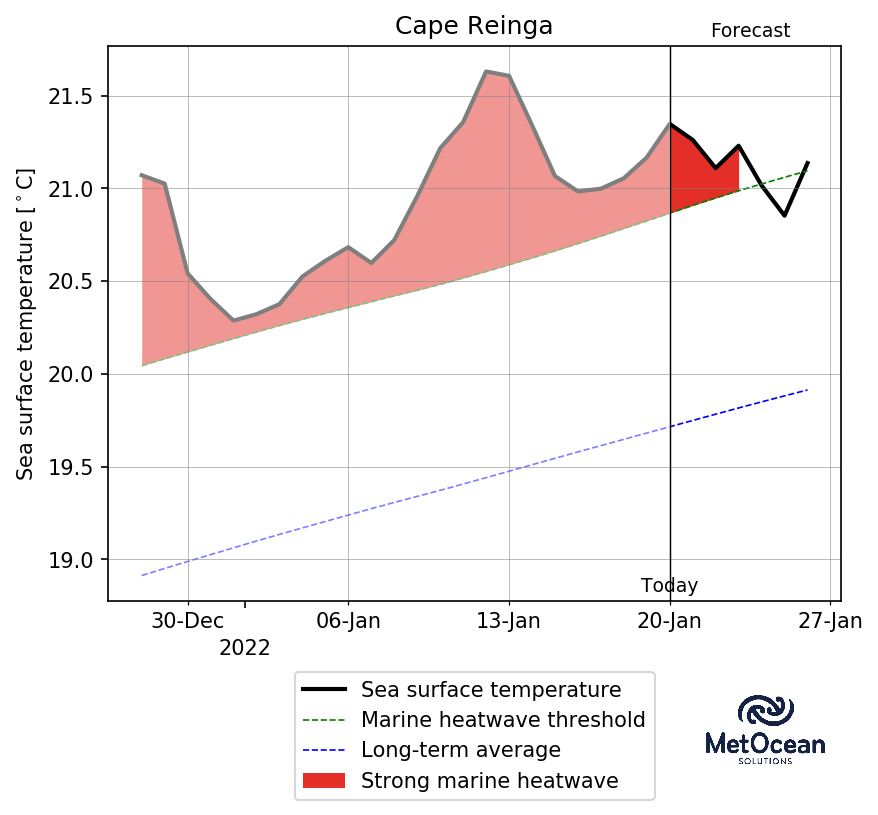 Cape Reinga
Forecast
Sea surface temperature [°C]
21.5
21.0
20.5
20.0
19.5
19.0
Today
30-Dec 06-Jan 13-Jan 20-Jan 27-Jan
2022
Sea surface temperature
Marine heatwave threshold
Long-term average
Strong marine heatwave
MetOcean
SOLUTIONS